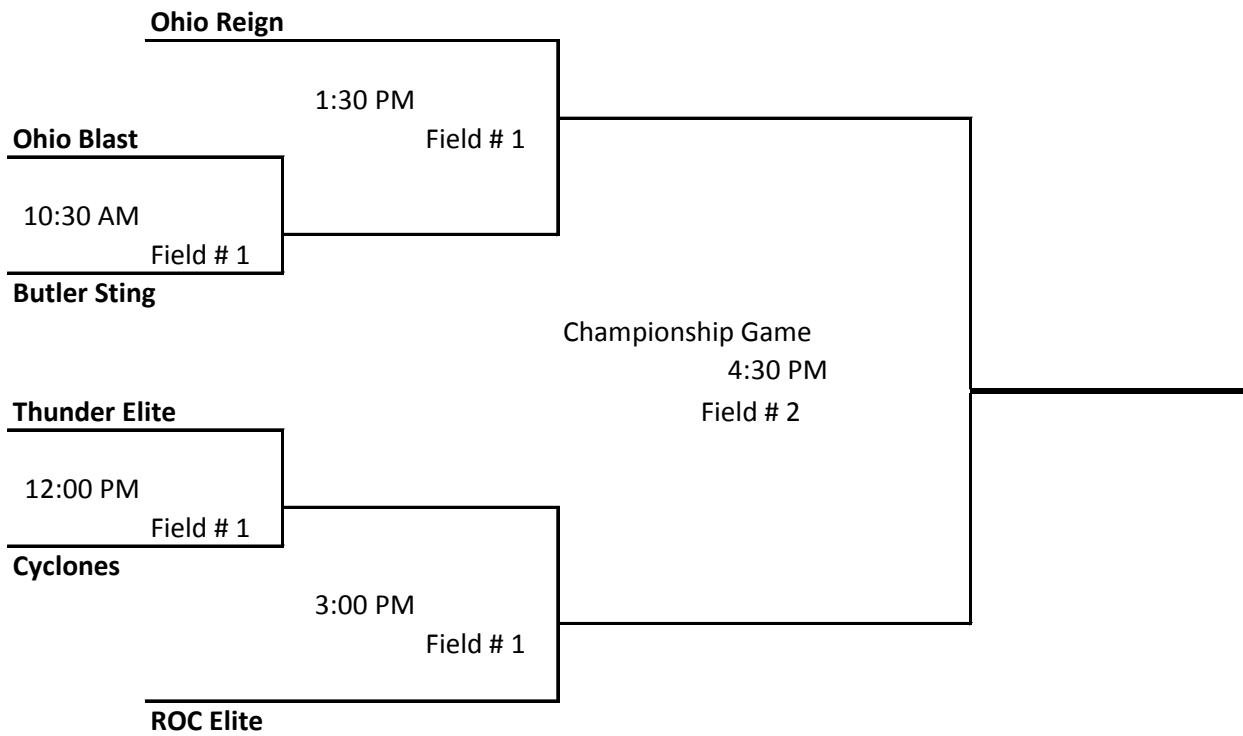 Ohio Reign
1:30 PM
Field # 1
Ohio Blast
10:30 AM
Field # 1
Butler Sting
Championship Game
4:30 PM
Field # 2
Thunder Elite
12:00 PM
Field # 1
Cyclones
3:00 PM
Field # 1
ROC Elite